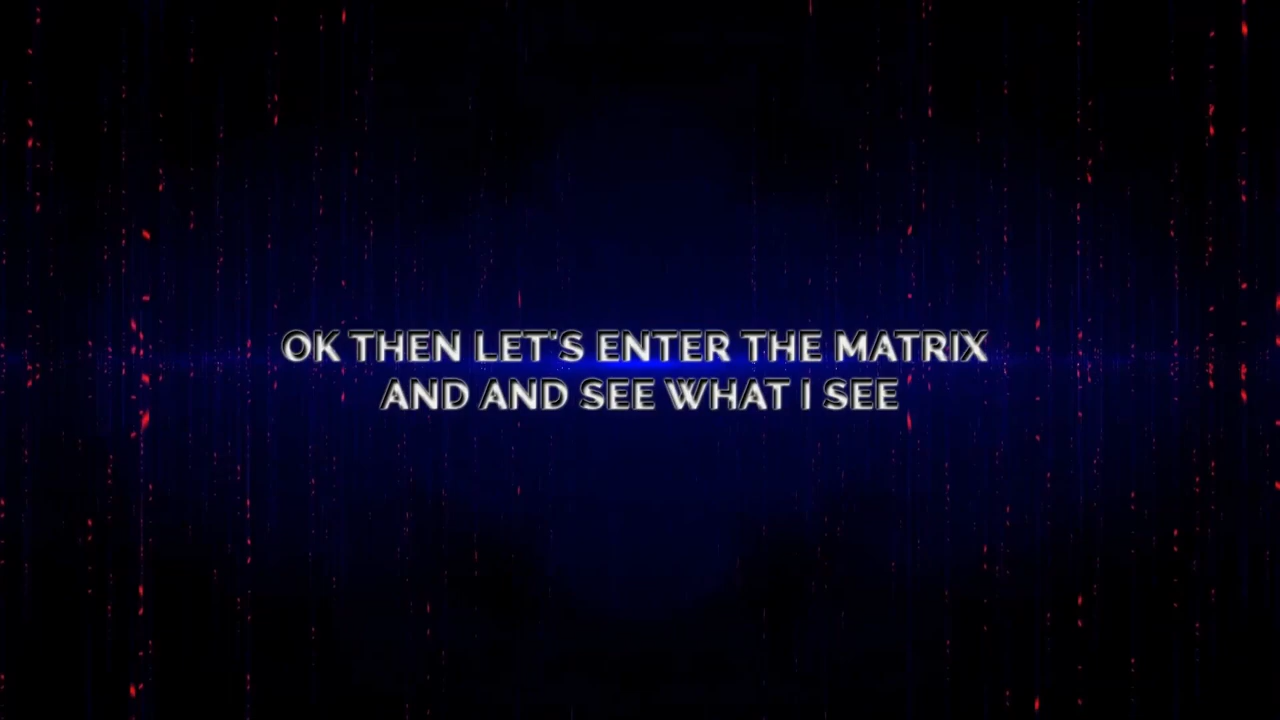 OK THEN LET'S ENTER THE MATRIX
AND AND SEE WHAT I SEE